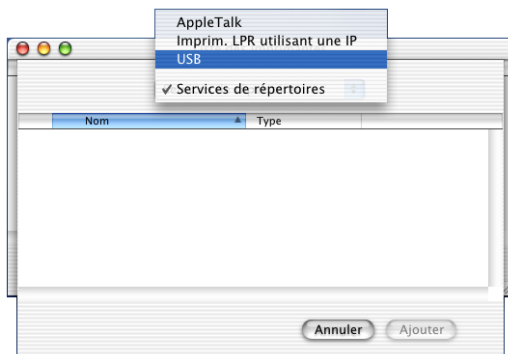 AppleTalk
Imprim. LPR utilisant une IP
USB
✓ Services de répertoires
Nom Type
Annuler Ajouter